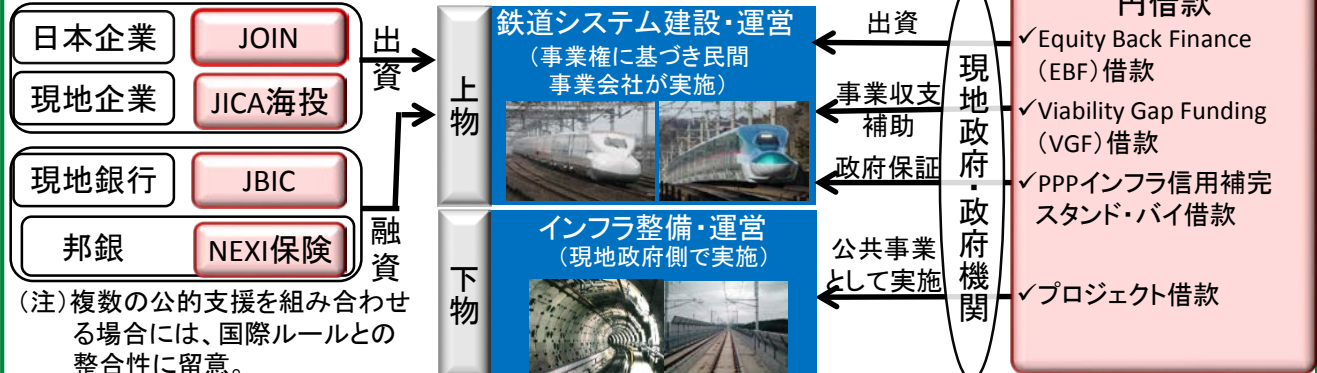 日本企業
JOIN
現地企業
JICA海投
出資
現地銀行
JBIC
邦銀
NEXI保険
融資
(注)複数の公的支援を組み合わせ
る場合には、国際ルールとの
整合性に留意。
上物
鉄道システム建設・運営
(事業権に基づき民間
事業会社が実施)
下物
インフラ整備・運営
(現地政府側で実施)
出資
事業収支
補助
政府保証
公共事業
として実施
現地政府・政府機関
円借款
✓Equity Back Finance
(EBF)借款
✓Viability Gap Funding
(VGF)借款
✓PPPインフラ信用補完
スタンド・バイ借款
✓プロジェクト借款